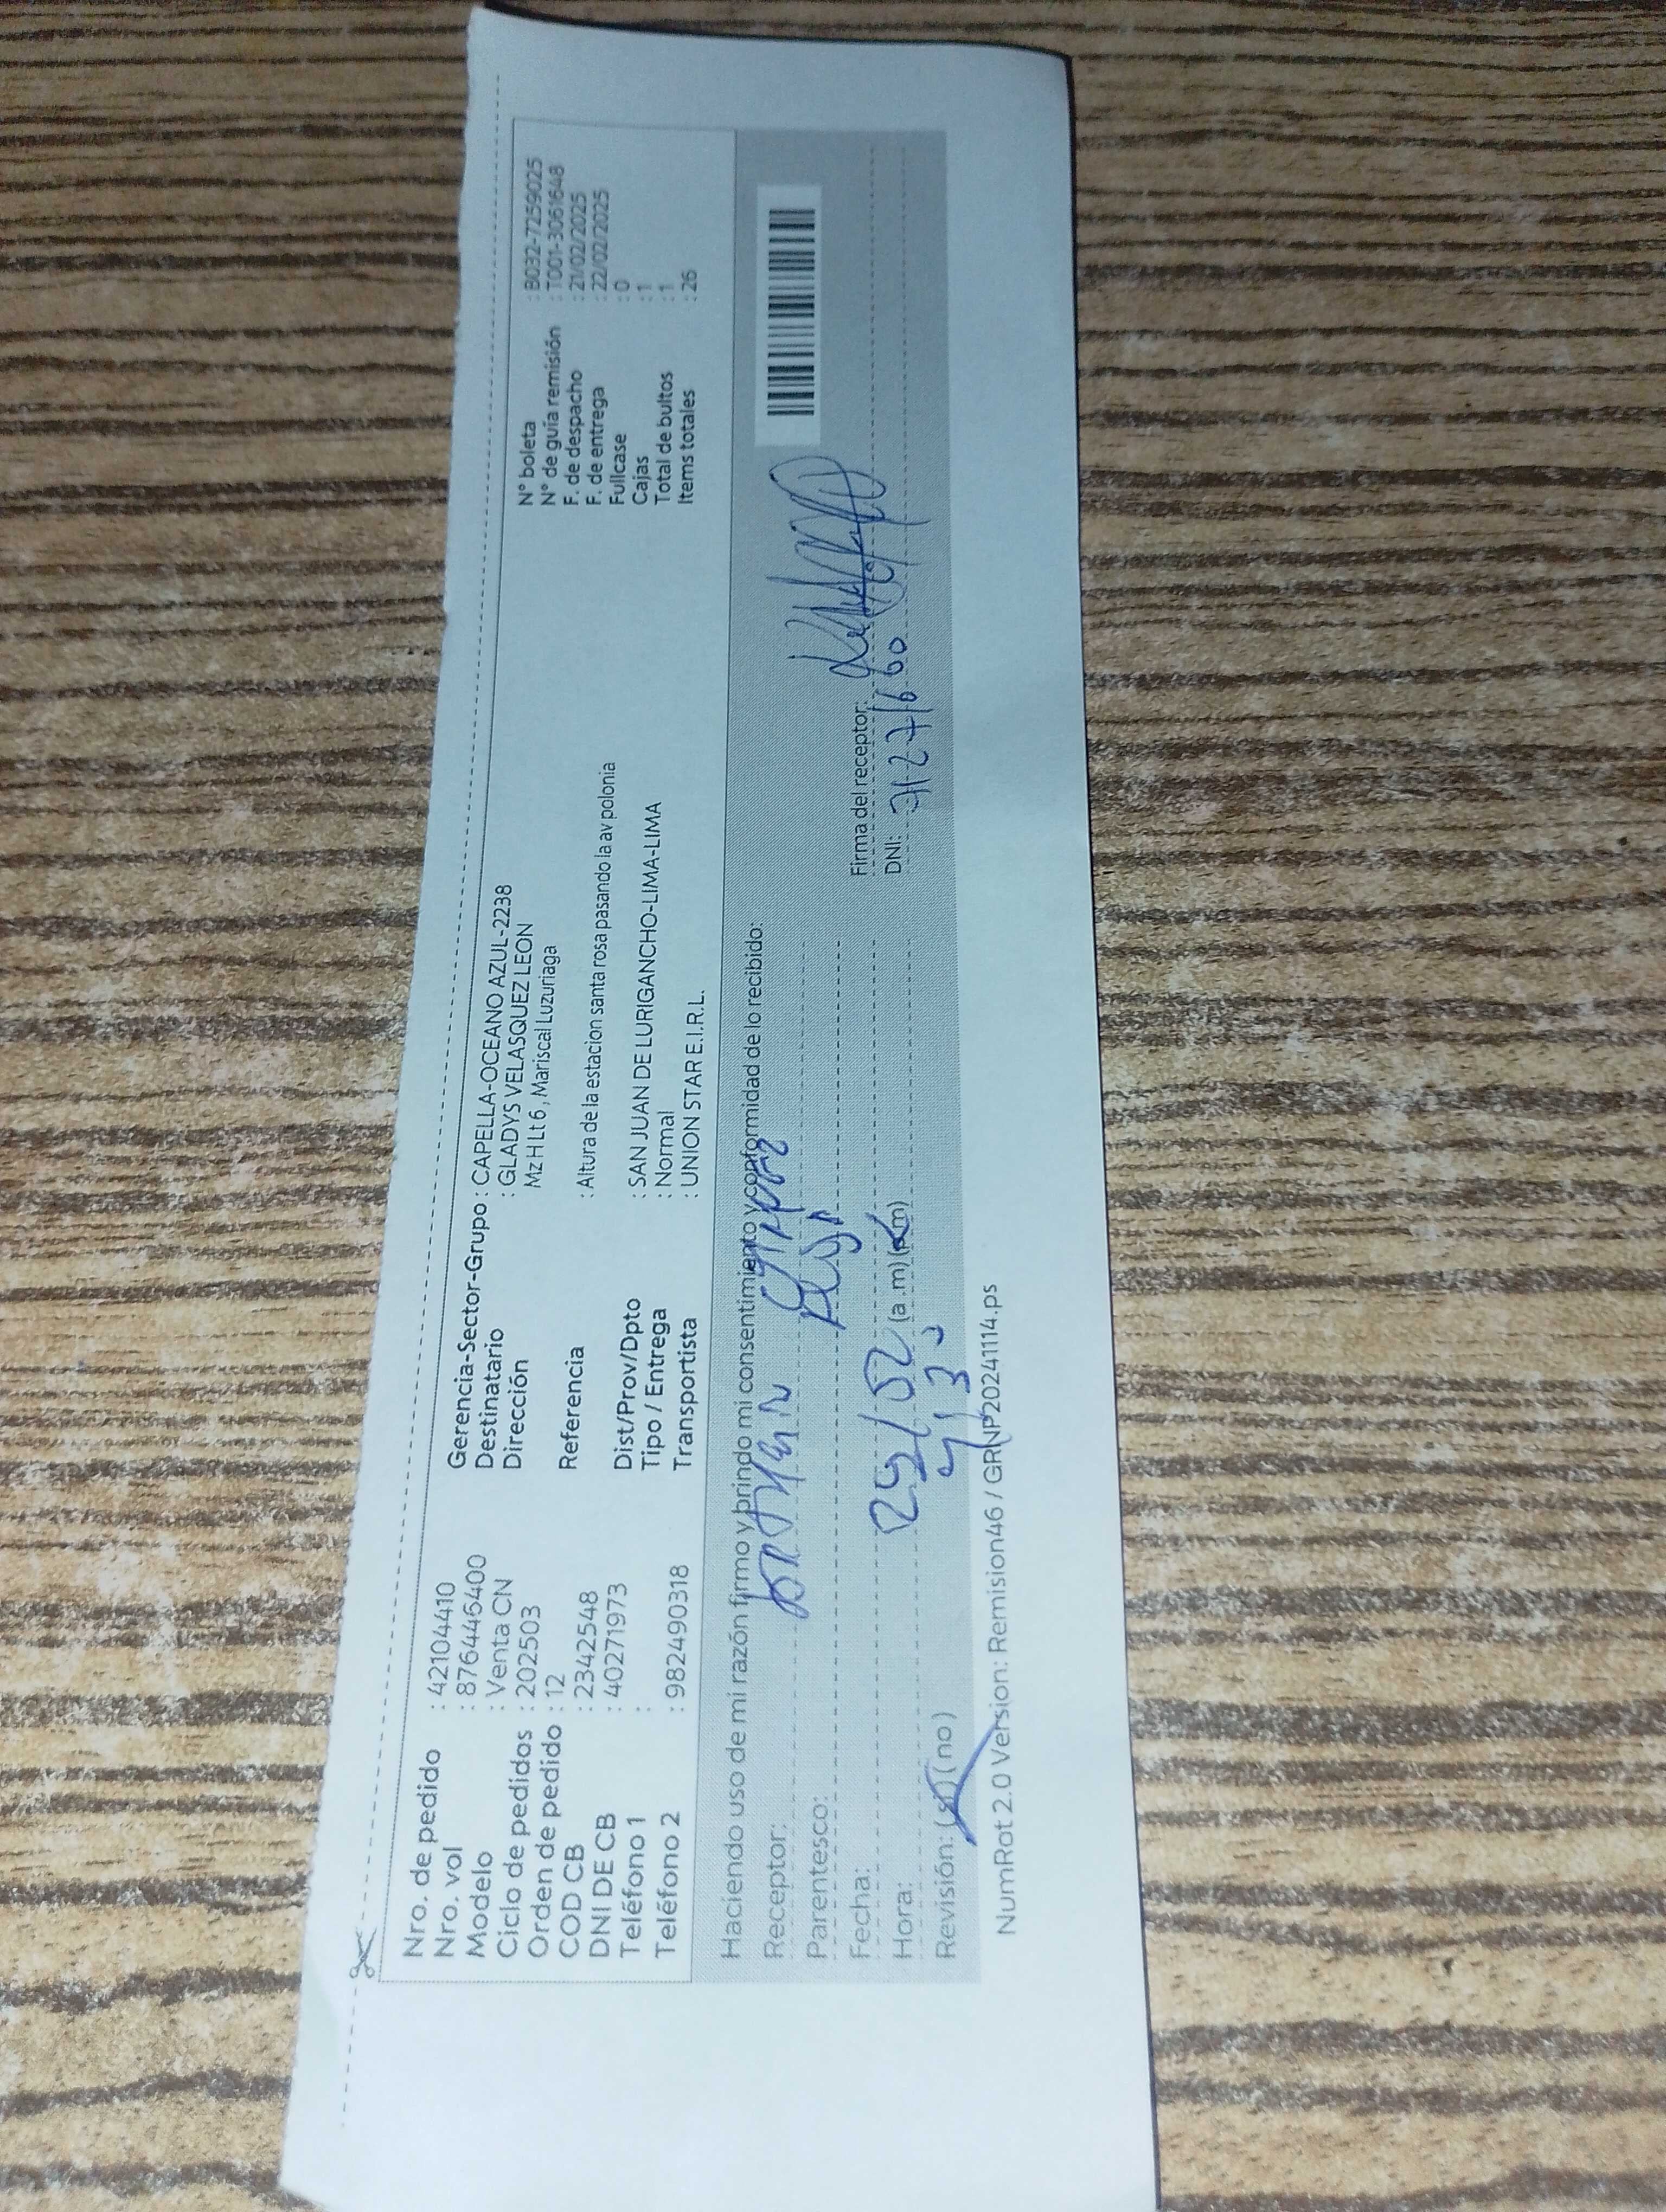 Nro. de pedido : 42104410
Nro. vol : 8764446400
Modelo : Venta CN
Ciclo de pedidos : 202503
Orden de pedido : 12
COD CB : 2342548
DNI DE CB : 40271973
Teléfono 1 :
Teléfono 2 : 982490318
Gerencia-Sector-Grupo : CAPELLA-OCEANO AZUL-2238
Destinatario : GLADYS VELASQUEZ LEON
Dirección Mz H Lt 6 , Mariscal Luzuriaga
Referencia : Altura de la estacion santa rosa pasando la av polonia
Dist/Prov/Dpto : SAN JUAN DE LURIGANCHO-LIMA-LIMA
Tipo / Entrega : Normal
Transportista : UNION STAR E.I.R.L.
N° boleta : B032-7259025
N° de guía remisión : T001-3061648
F. de despacho : 21/02/2025
F. de entrega : 22/02/2025
Fullcase : 0
Cajas : 1
Total de bultos : 1
Items totales : 26
Haciendo uso de mi razón firmo y brindo mi consentimiento y conformidad de lo recibido:
Receptor:
Parentesco:
Fecha:
Hora: (a .m) (p.m)
Revisión: (si) (no)
Firma del receptor:
DNI: 71271660
NumRot 2.0 Version: Remision46 / GRNP20241114.ps